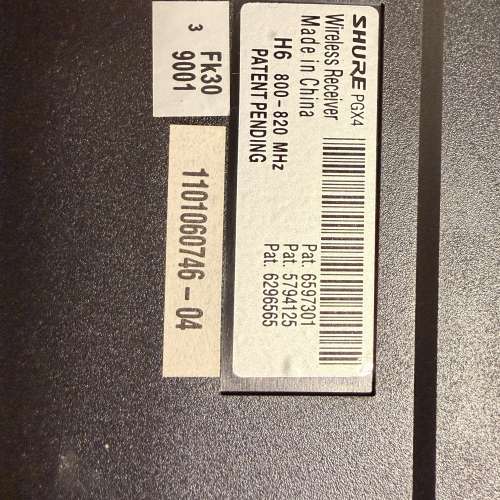 SHURE PGX4
Wireless Receiver
Made in China
H6 800-820 MHz
PATENT PENDING
Pat. 6597301
Pat. 5794125
Pat. 6296565
Fk30
3 9001
1101060746-04